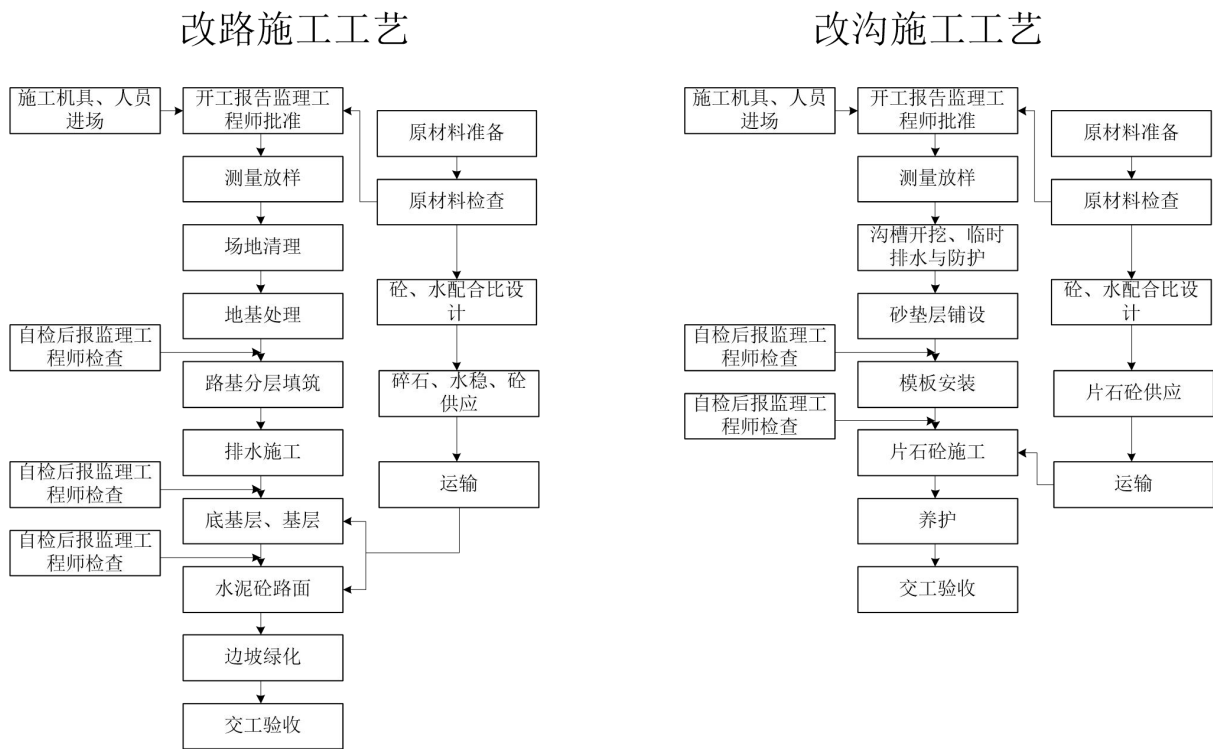 改路施工工艺
施工机具、人员
进场
开工报告监理工
程师批准
原材料准备
测量放样
原材料检查
场地清理
砼、水配合比设
计
地基处理
自检后报监理工
程师检查
路基分层填筑
碎石、水稳、砼
供应
排水施工
自检后报监理工
程师检查
运输
底基层、基层
自检后报监理工
程师检查
水泥砼路面
边坡绿化
交工验收
改沟施工工艺
施工机具、人员
进场
开工报告监理工
程师批准
原材料准备
测量放样
原材料检查
沟槽开挖、临时
排水与防护
砼、水配合比设
计
砂垫层铺设
自检后报监理工
程师检查
模板安装
片石砼供应
自检后报监理工
程师检查
片石砼施工
运输
养护
交工验收